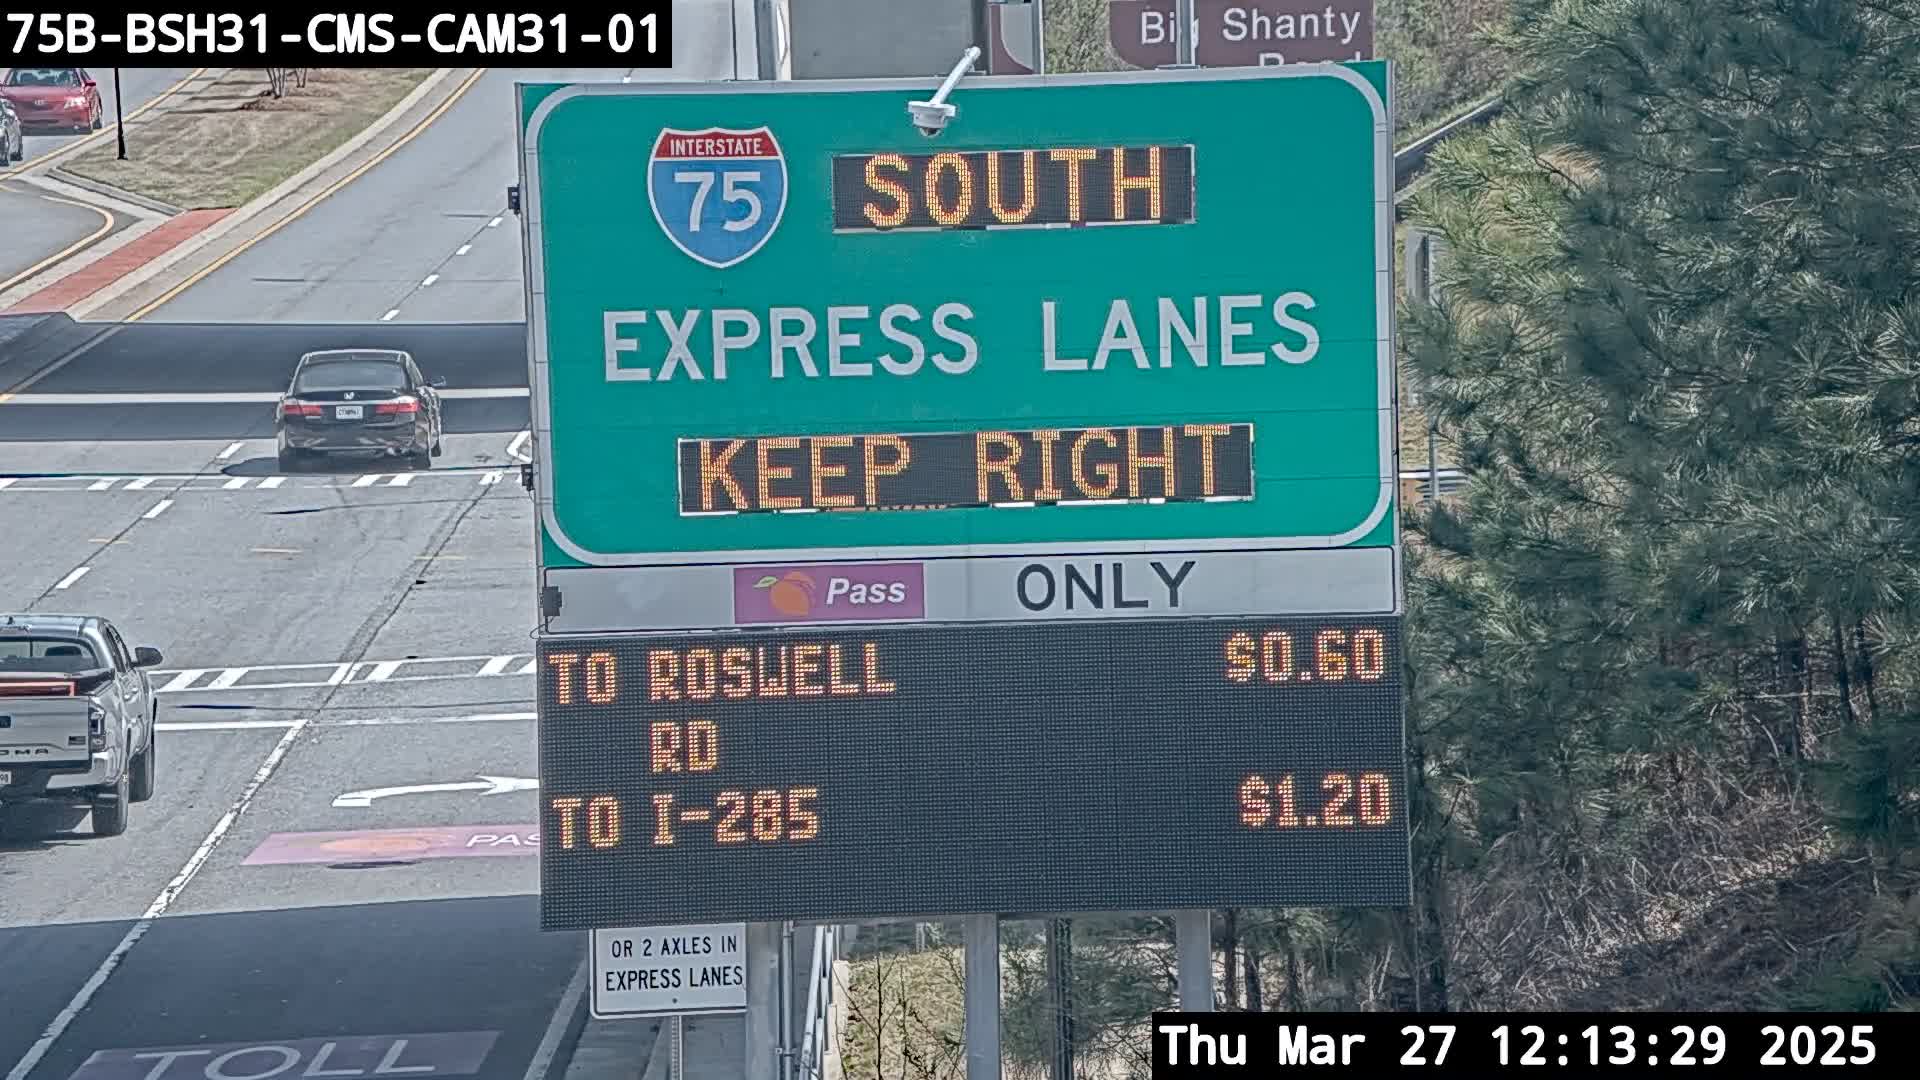 75B-BSH31-CMS-CAM31-01
Big Shanty
Road
INTERSTATE
75
SOUTH
EXPRESS LANES
KEEP RIGHT
Pass ONLY
TO ROSWELL $0.60
RD
TO I-285 $1.20
PAS
OR 2 AXLES IN
EXPRESS LANES
TOLL
Thu Mar 27 12:13:29 2025